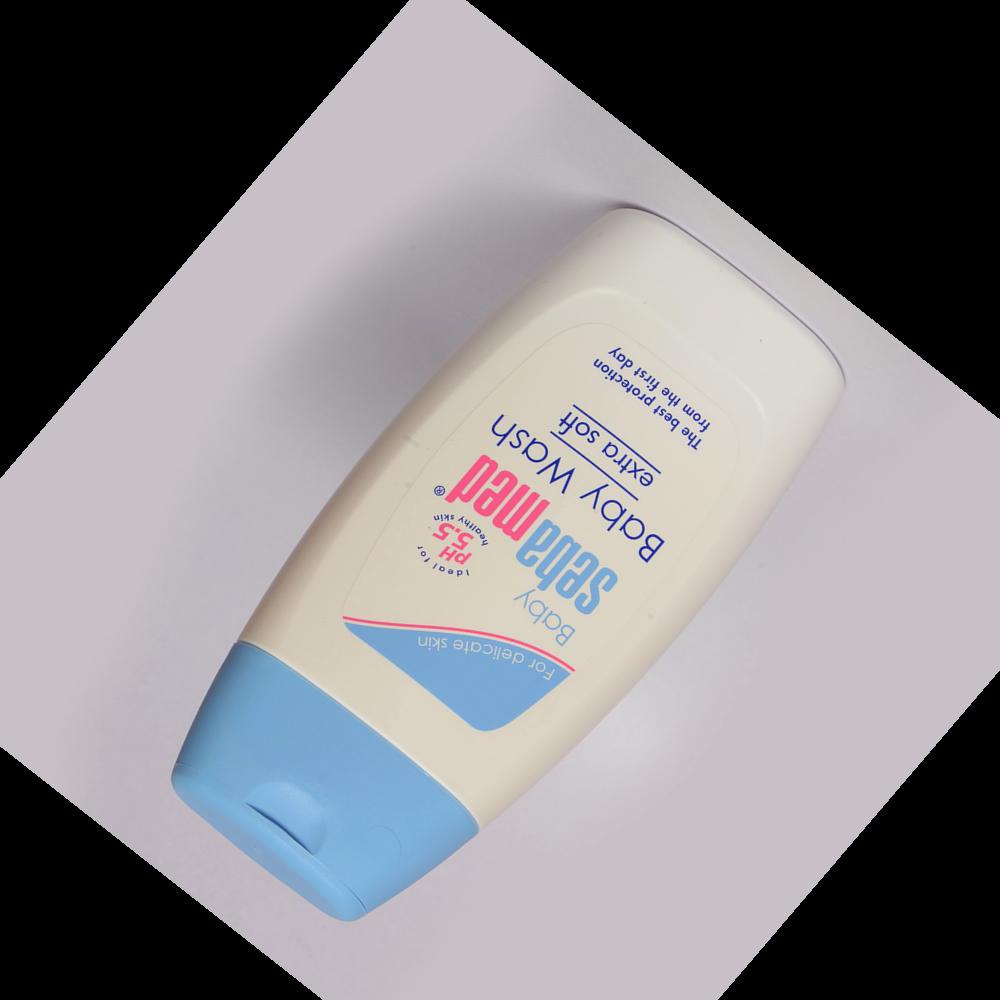 For delicate skin
Baby
sebamed®
ideal for
pH
5.5
healthy skin
Baby Wash
extra soft
The best protection
from the first day